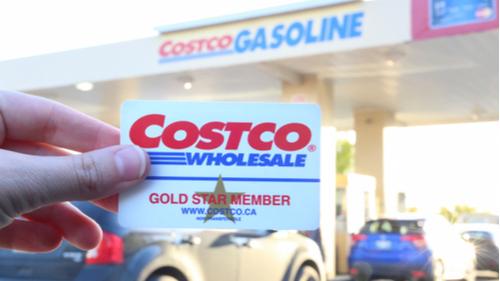 COSTCO GASOLINE
COSTCO®
WHOLESALE
GOLD STAR MEMBER
WWW.COSTCO.CA